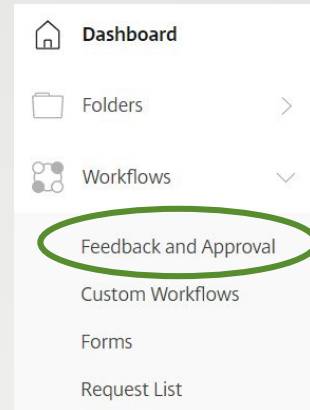 Dashboard
Folders
Workflows
Feedback and Approval
Custom Workflows
Forms
Request List